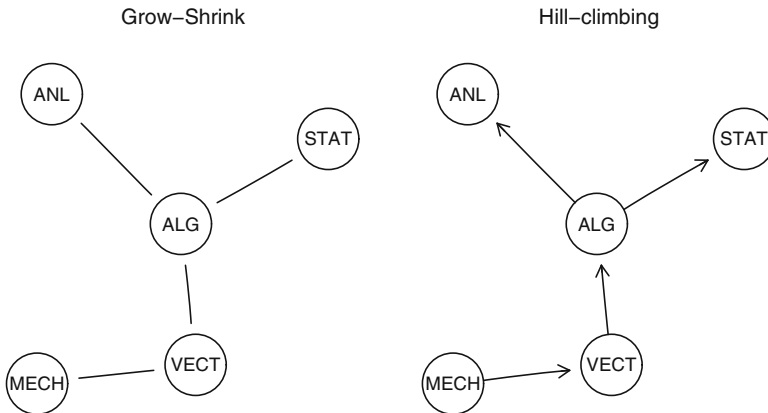 Grow−Shrink
ANL
STAT
ALG
VECT
MECH
Hill−climbing
ANL
STAT
ALG
VECT
MECH